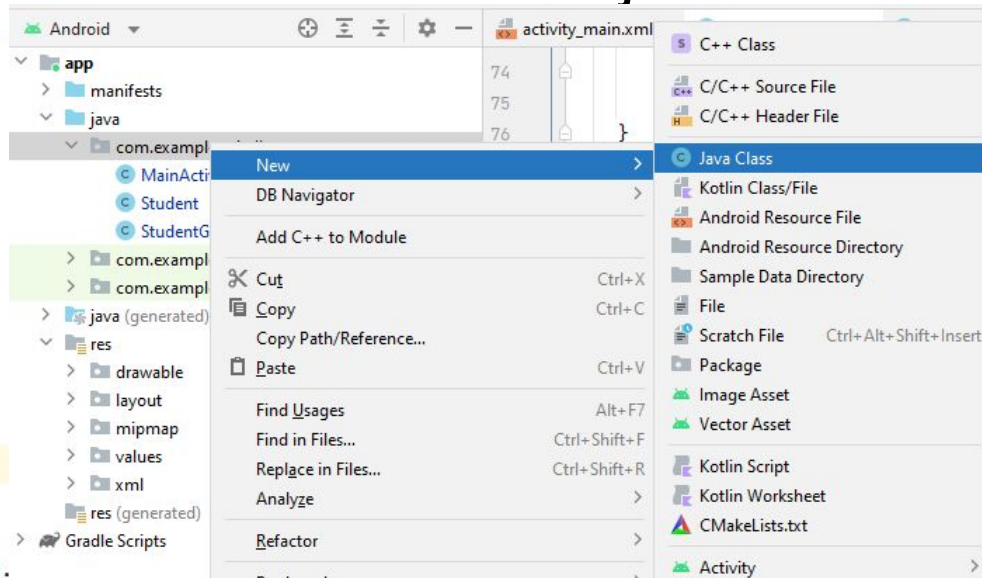 Android
activity_main.xml
app
manifests
java
com.exampl
MainActi
Student
StudentG
com.exampl
com.exampl
java (generated)
res
drawable
layout
mipmap
values
xml
res (generated)
Gradle Scripts
74
75
76 }
New
DB Navigator
Add C++ to Module
Cut Ctrl+X
Copy Ctrl+C
Copy Path/Reference...
Paste Ctrl+V
Find Usages Alt+F7
Find in Files... Ctrl+Shift+F
Replace in Files... Ctrl+Shift+R
Analyze
Refactor
S C++ Class
C++ C/C++ Source File
H C/C++ Header File
C Java Class
Kotlin Class/File
Android Resource File
Android Resource Directory
Sample Data Directory
File
Scratch File Ctrl+Alt+Shift+Insert
Package
Image Asset
Vector Asset
Kotlin Script
Kotlin Worksheet
CMakeLists.txt
Activity